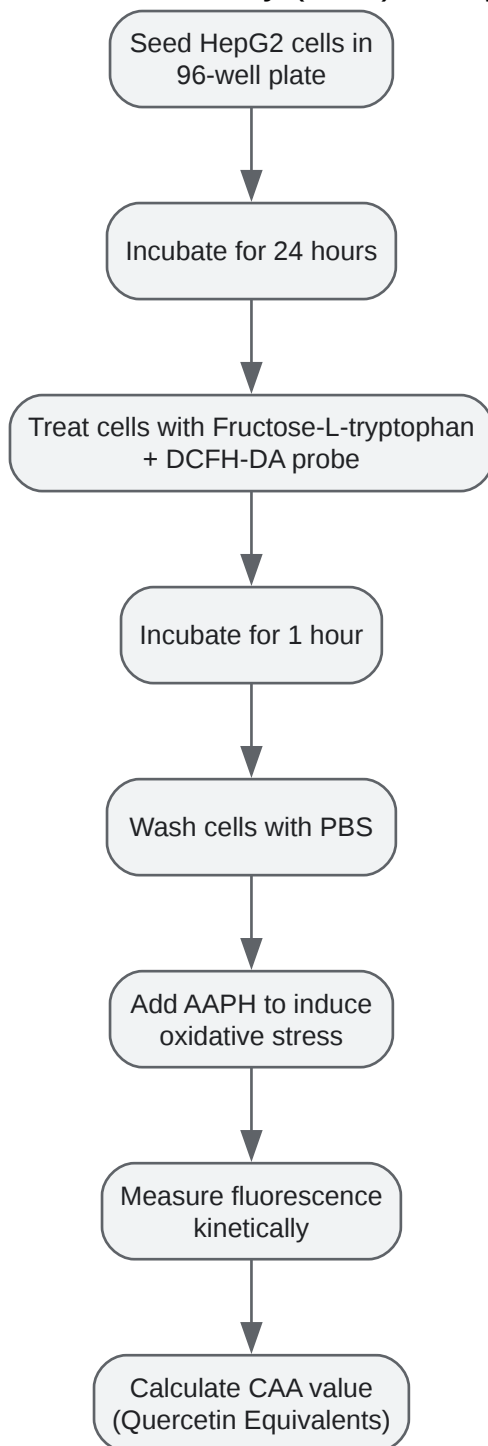 Seed HepG2 cells in
96-well plate
Incubate for 24 hours
Treat cells with Fructose-L-tryptophan
+ DCFH-DA probe
Incubate for 1 hour
Wash cells with PBS
Add AAPH to induce
oxidative stress
Measure fluorescence
kinetically
Calculate CAA value
(Quercetin Equivalents)